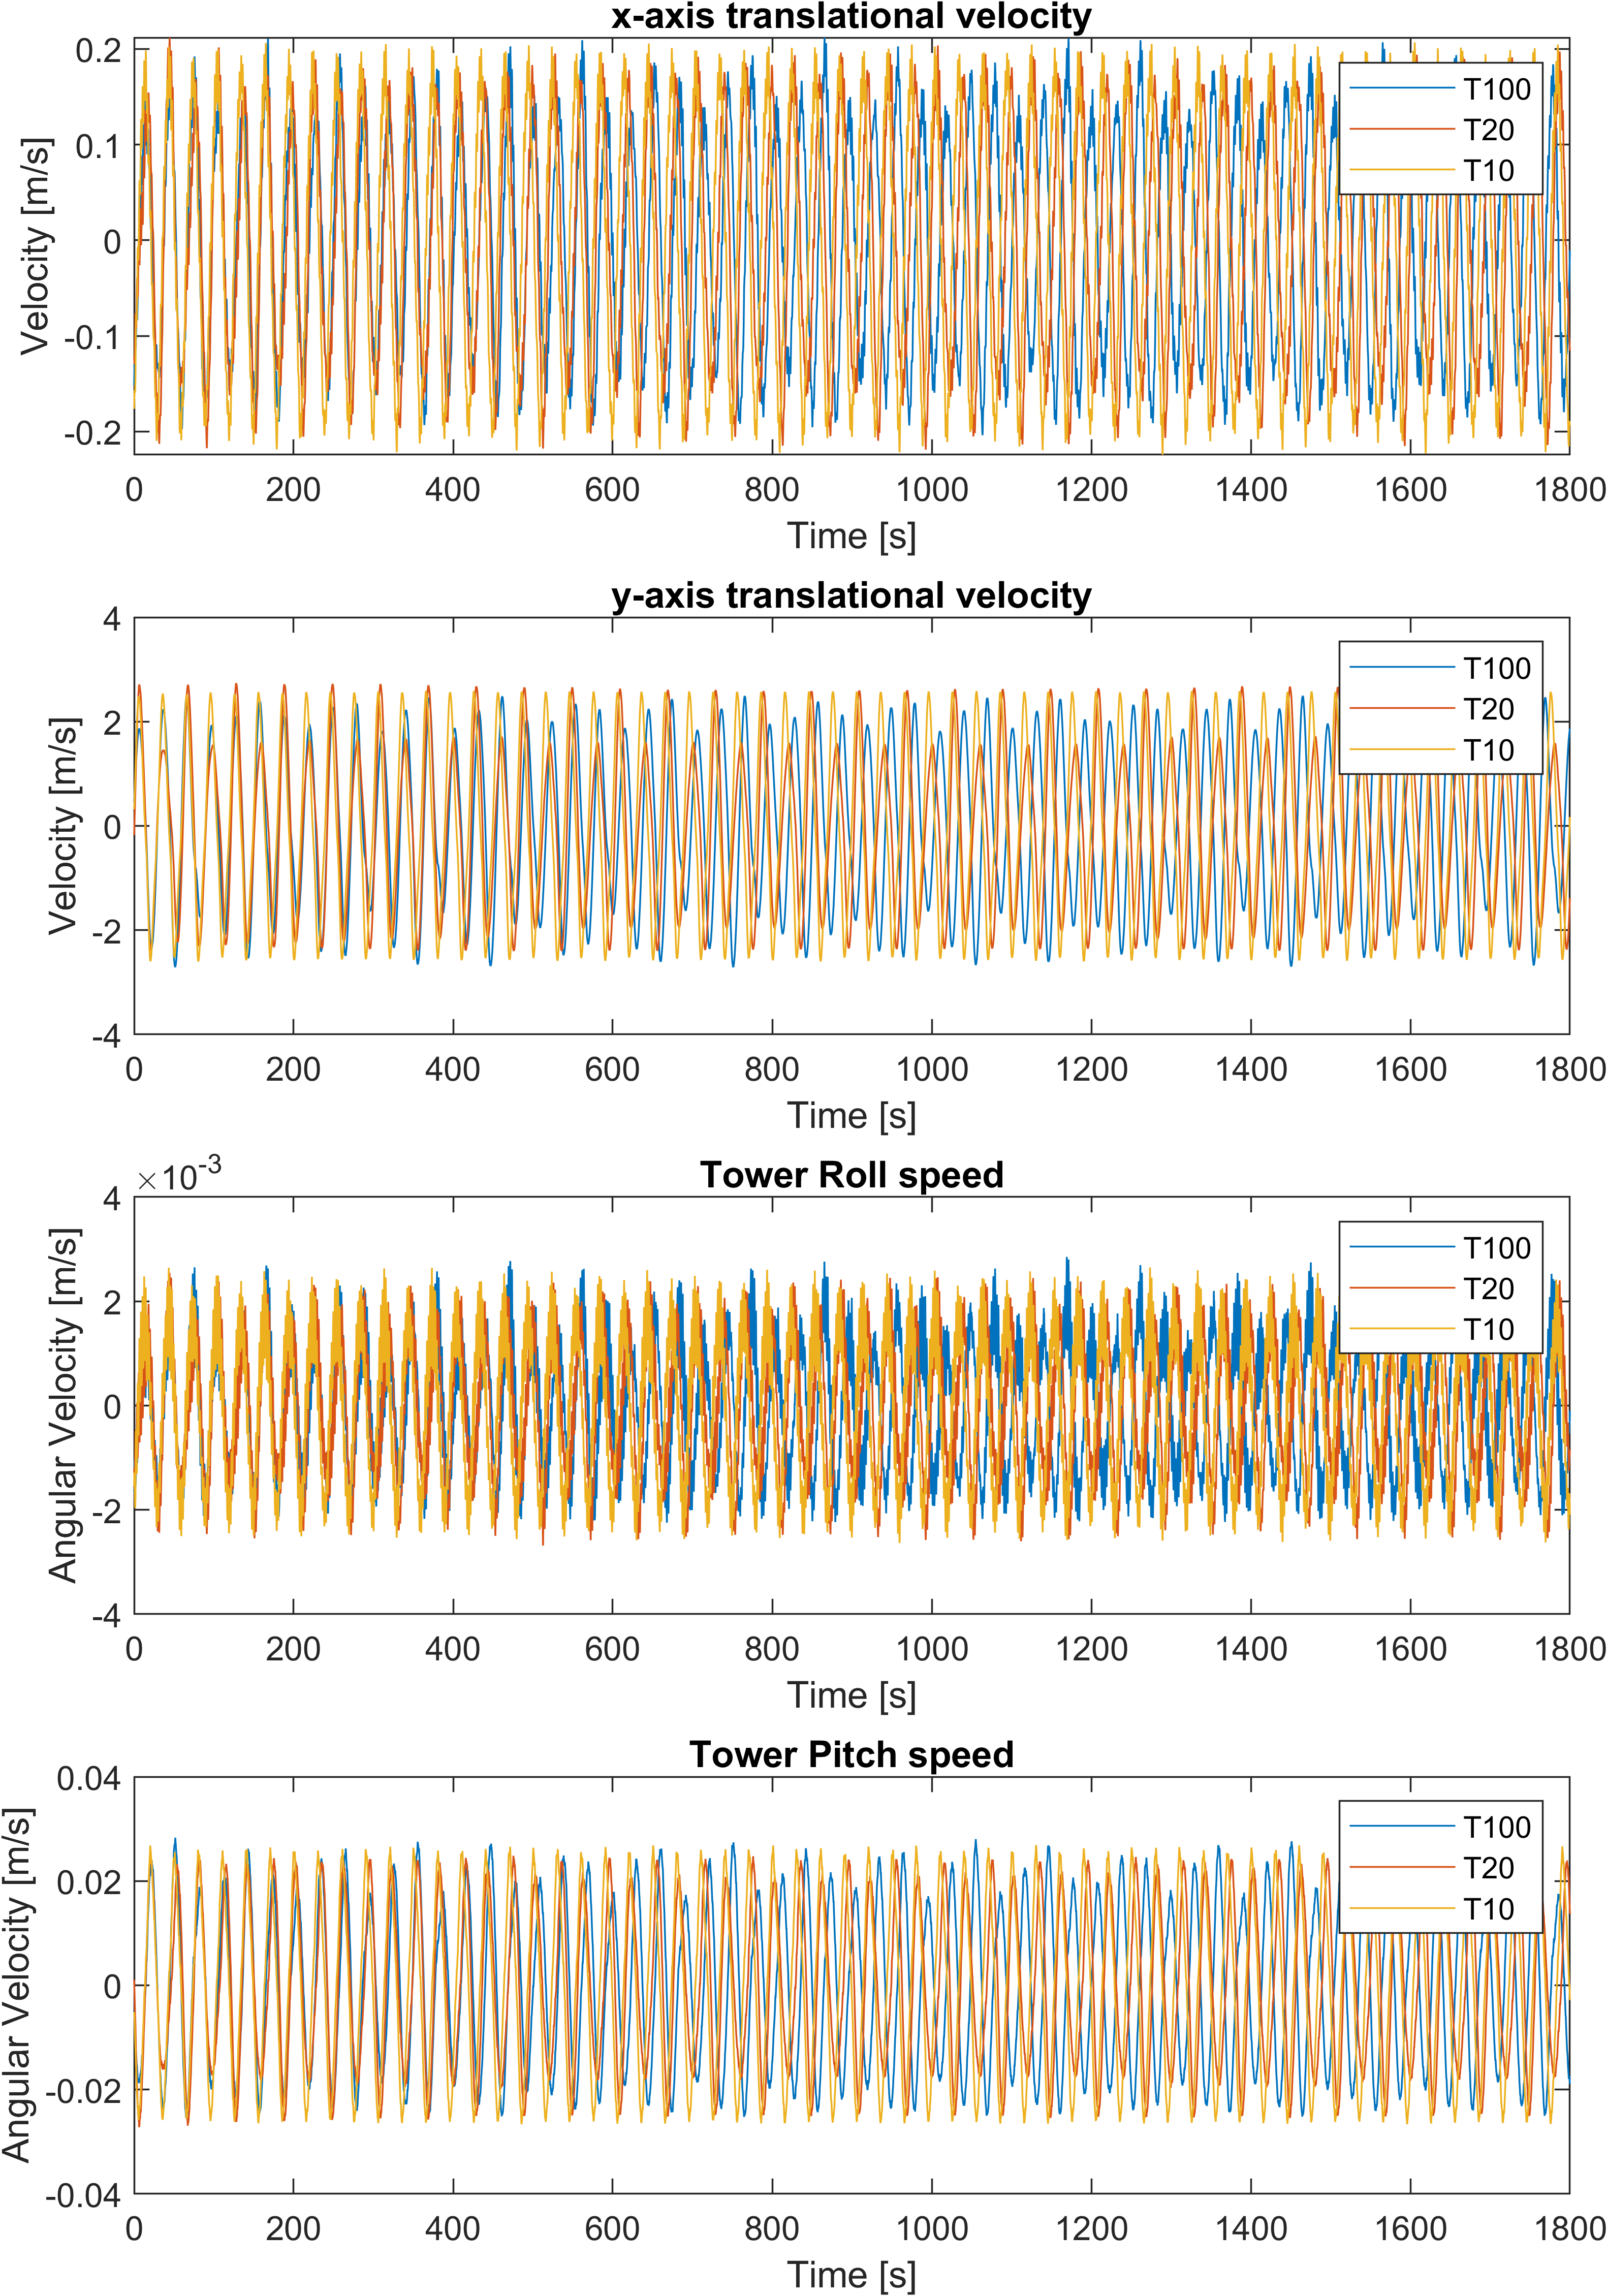 x-axis translational velocity
0.2
0.1
0
-0.1
-0.2
Velocity [m/s]
T100
T20
T10
0 200 400 600 800 1000 1200 1400 1600 1800
Time [s]
y-axis translational velocity
4
2
0
-2
-4
Velocity [m/s]
T100
T20
T10
0 200 400 600 800 1000 1200 1400 1600 1800
Time [s]
×10-3
Tower Roll speed
4
2
0
-2
-4
Angular Velocity [m/s]
T100
T20
T10
0 200 400 600 800 1000 1200 1400 1600 1800
Time [s]
Tower Pitch speed
0.04
0.02
0
-0.02
-0.04
Angular Velocity [m/s]
T100
T20
T10
0 200 400 600 800 1000 1200 1400 1600 1800
Time [s]